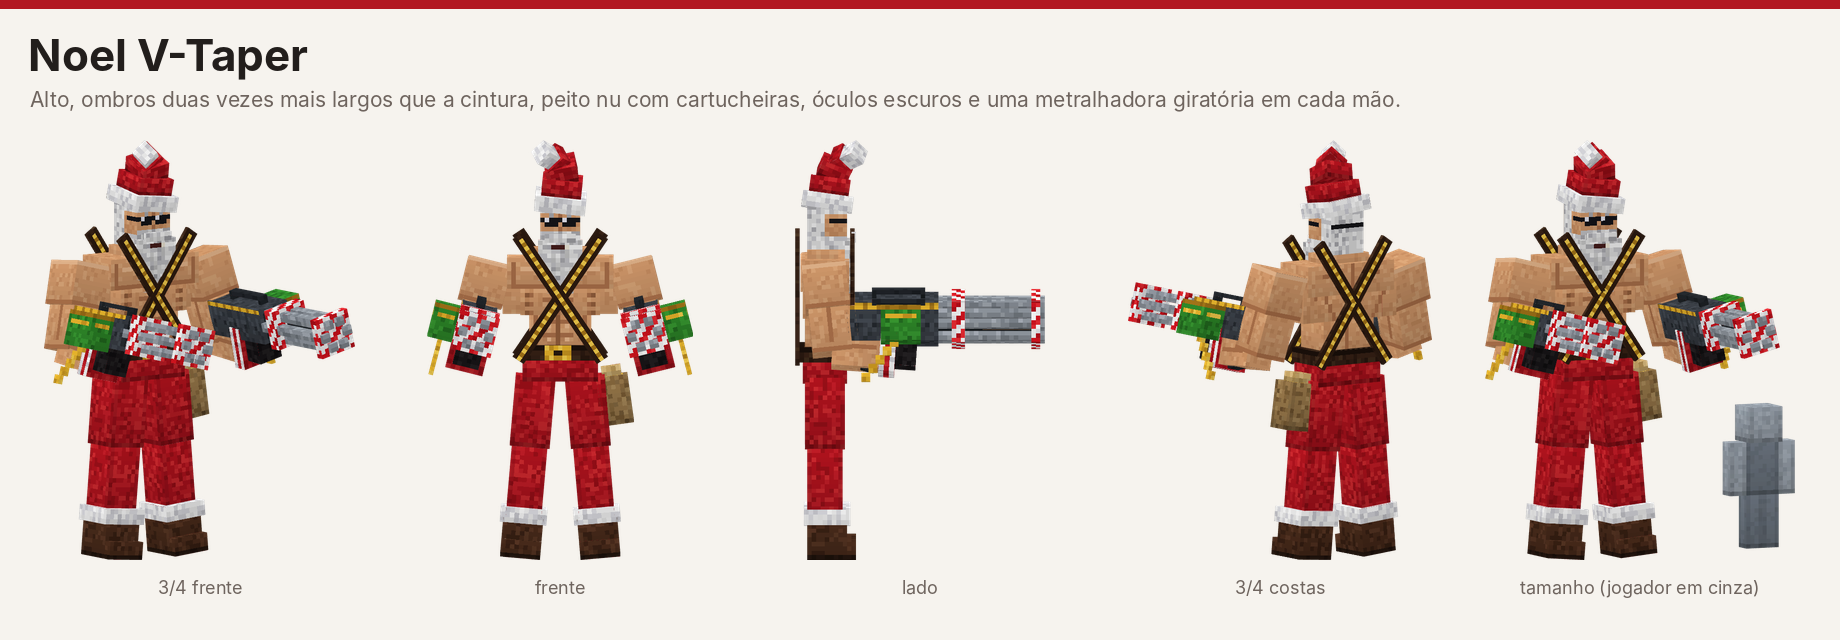 Noel V-Taper
Alto, ombros duas vezes mais largos que a cintura, peito nu com cartucheiras, óculos escuros e uma metralhadora giratória em cada mão.
3/4 frente
frente
lado
3/4 costas
tamanho (jogador em cinza)